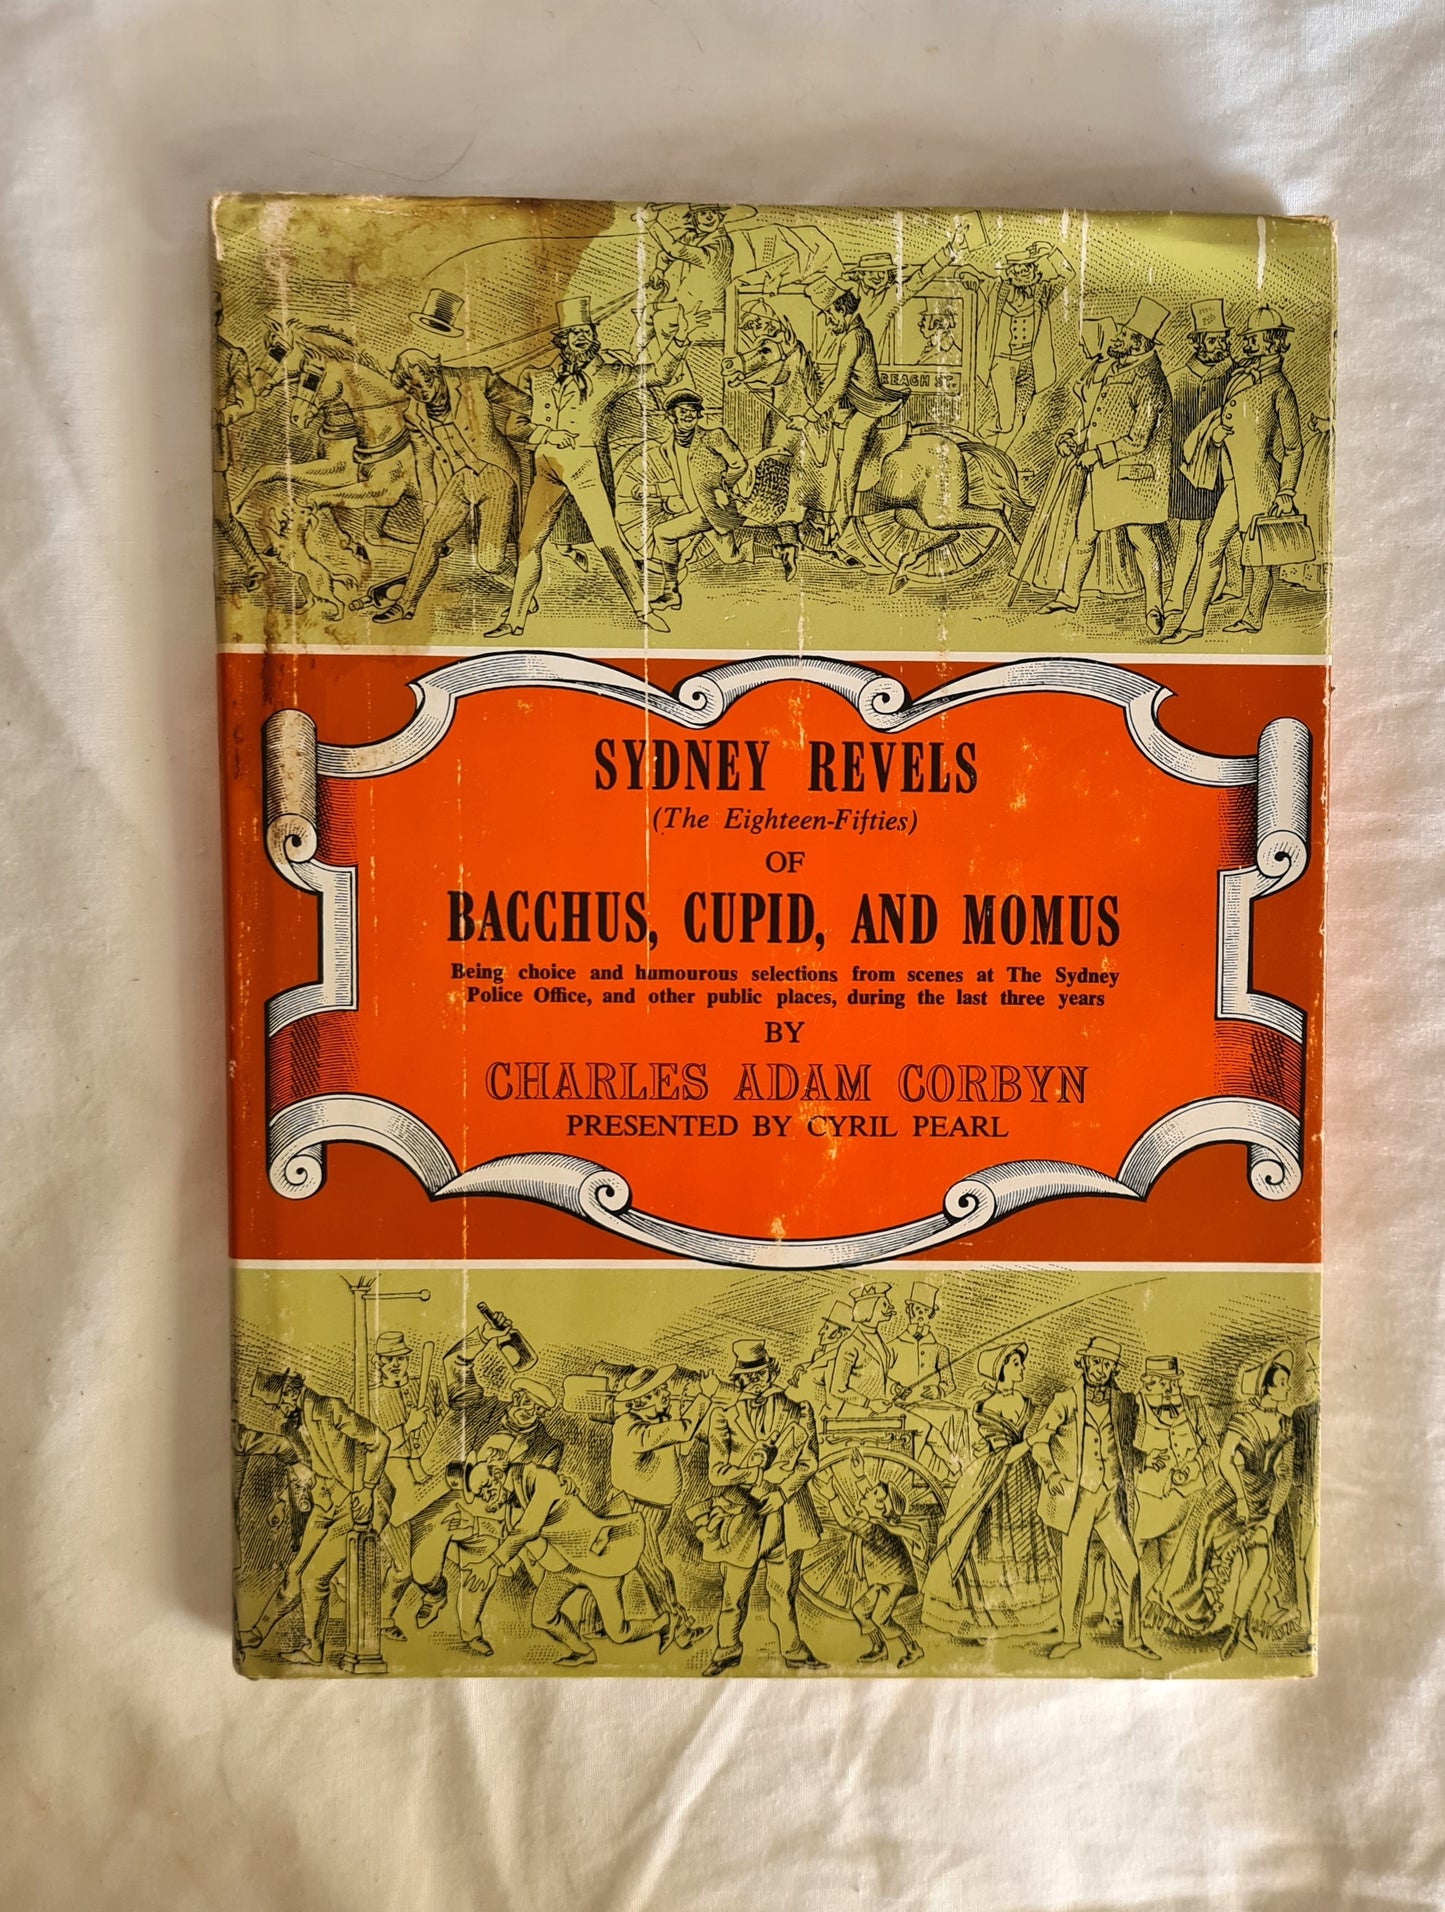 REAGH ST.
SYDNEY REVELS
(The Eighteen-Fifties)
OF
BACCHUS, CUPID, AND MOMUS
Being choice and humourous selections from scenes at The Sydney
Police Office, and other public places, during the last three years
BY
CHARLES ADAM CORBYN
PRESENTED BY CYRIL PEARL